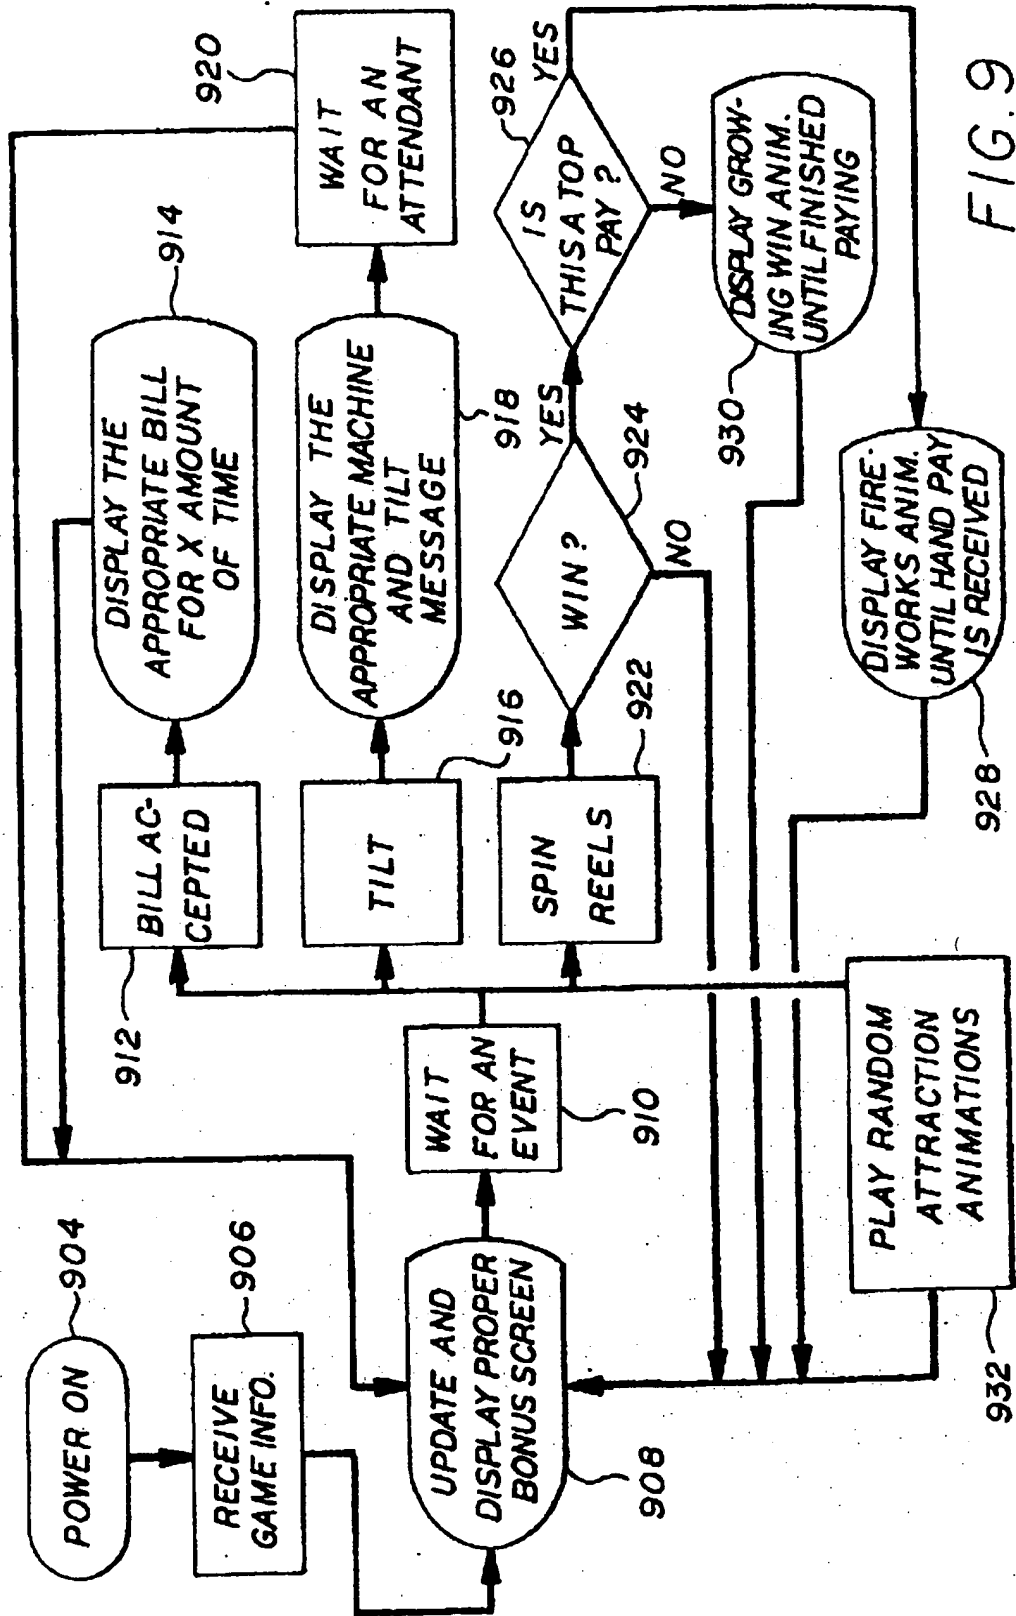 POWER ON
904
RECEIVE
GAME INFO.
906
UPDATE AND
DISPLAY PROPER
BONUS SCREEN
908
WAIT
FOR AN
EVENT
910
BILL AC-
CEPTED
912
DISPLAY THE
APPROPRIATE BILL
FOR X AMOUNT
OF TIME
914
TILT
916
DISPLAY THE
APPROPRIATE MACHINE
AND TILT
MESSAGE
918
WAIT
FOR AN
ATTENDANT
920
SPIN
REELS
922
WIN?
924
YES
NO
IS
THIS A TOP
PAY?
926
YES
NO
DISPLAY GROW-
ING WIN ANIM.
UNTIL FINISHED
PAYING
930
DISPLAY FIRE-
WORKS ANIM.
UNTIL HAND PAY
IS RECEIVED
928
PLAY RANDOM
ATTRACTION
ANIMATIONS
932
FIG. 9